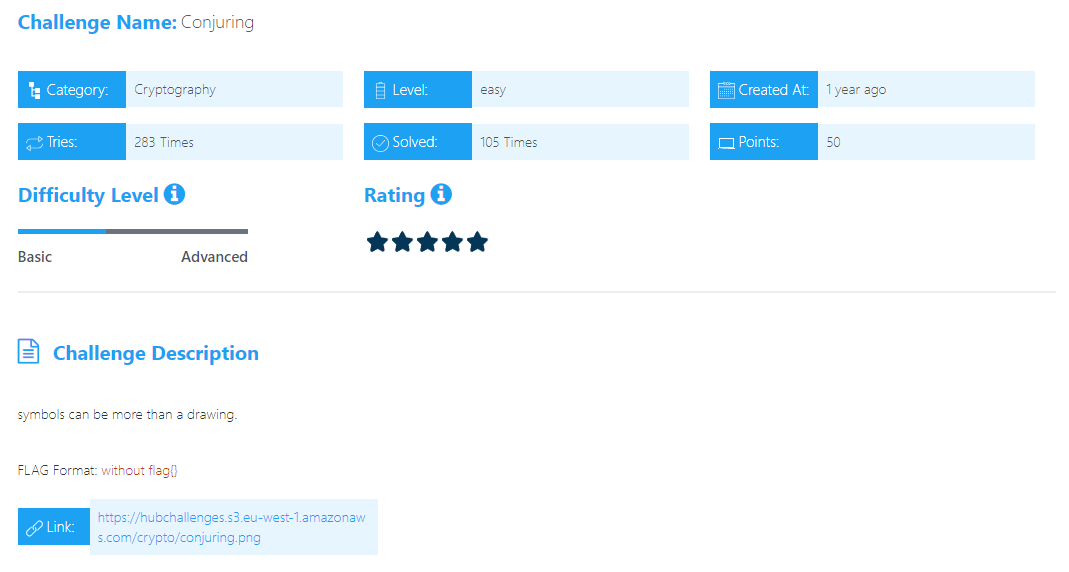 Challenge Name: Conjuring
Category: Cryptography Level: easy Created At: 1 year ago
Tries: 283 Times Solved: 105 Times Points: 50
Difficulty Level Rating
Basic Advanced
Challenge Description
symbols can be more than a drawing.
FLAG Format: without flag{}
Link: https://hubchallenges.s3.eu-west-1.amazonaw
s.com/crypto/conjuring.png